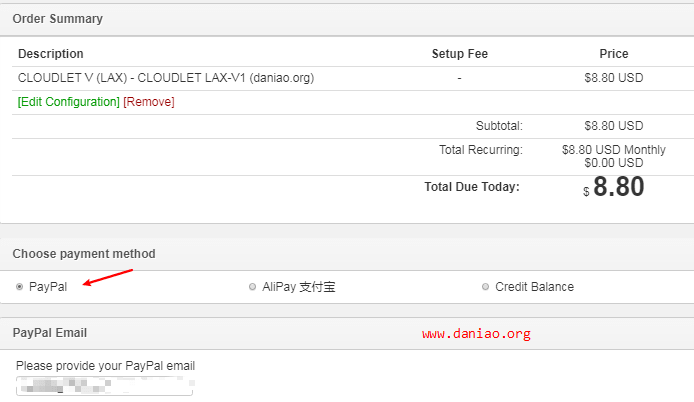 Order Summary
Description Setup Fee Price
CLOUDLET V (LAX) - CLOUDLET LAX-V1 (daniao.org) - $8.80 USD
[Edit Configuration] [Remove]
Subtotal: $8.80 USD
Total Recurring: $8.80 USD Monthly
$0.00 USD
Total Due Today: $ 8.80
Choose payment method
PayPal AliPay 支付宝 Credit Balance
PayPal Email www.daniao.org
Please provide your PayPal email